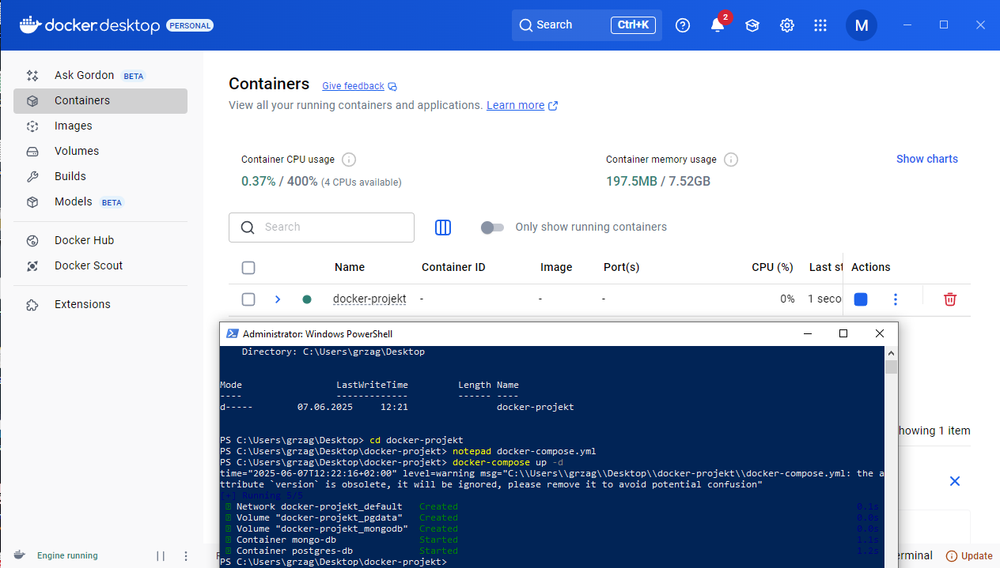 docker.desktop PERSONAL
Search Ctrl+K
2
M
Ask Gordon BETA
Containers
Images
Volumes
Builds
Models BETA
Docker Hub
Docker Scout
Extensions
Containers Give feedback
View all your running containers and applications. Learn more
Container CPU usage
0.37% / 400% (4 CPUs available)
Container memory usage
197.5MB / 7.52GB
Show charts
Search
Only show running containers
Name Container ID Image Port(s) CPU (%) Last st Actions
docker-projekt - - - 0% 1 seco
Administrator: Windows PowerShell
Directory: C:\Users\grzag\Desktop
Mode LastWriteTime Length Name
---- ------------- ------ ----
d----- 07.06.2025 12:21 docker-projekt
PS C:\Users\grzag\Desktop> cd docker-projekt
PS C:\Users\grzag\Desktop\docker-projekt> notepad docker-compose.yml
PS C:\Users\grzag\Desktop\docker-projekt> docker-compose up -d
time="2025-06-07T12:22:16+02:00" level=warning msg="C:\\Users\\grzag\\Desktop\\docker-projekt\\docker-compose.yml: the a
ttribute `version` is obsolete, it will be ignored, please remove it to avoid potential confusion"
[+] Running 5/5
Network docker-projekt_default Created 0.1s
Volume "docker-projekt_pgdata" Created 0.0s
Volume "docker-projekt_mongodb" Created 0.0s
Container mongo-db Started 1.1s
Container postgres-db Started 1.2s
PS C:\Users\grzag\Desktop\docker-projekt>
howing 1 item
Engine running
erminal
Update